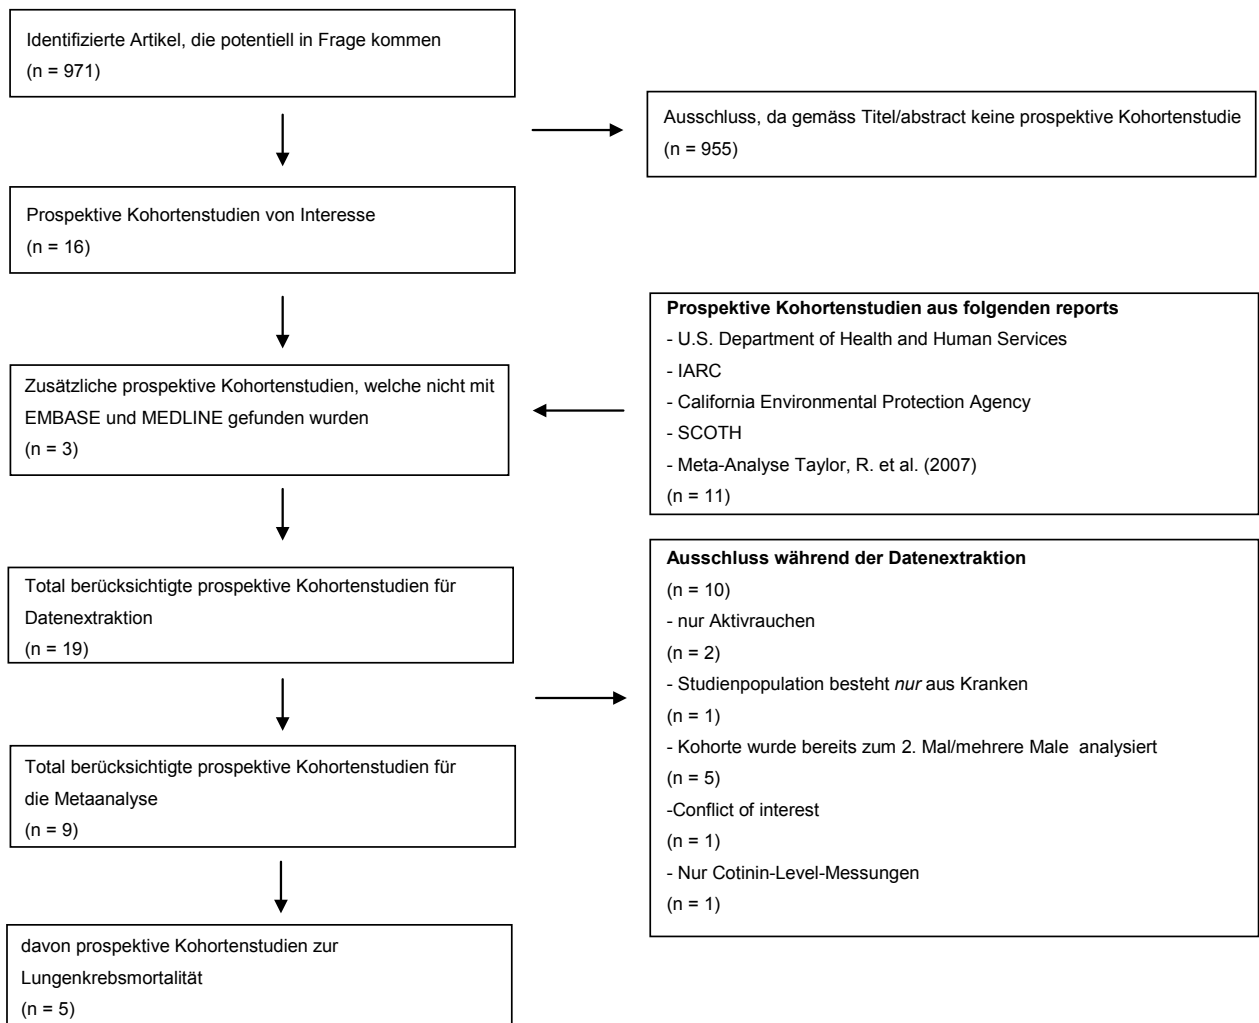 Identifizierte Artikel, die potentiell in Frage kommen
(n = 971)
Ausschluss, da gemäss Titel/abstract keine prospektive Kohortenstudie
(n = 955)
Prospektive Kohortenstudien von Interesse
(n = 16)
Prospektive Kohortenstudien aus folgenden reports
- U.S. Department of Health and Human Services
- IARC
- California Environmental Protection Agency
- SCOTH
- Meta-Analyse Taylor, R. et al. (2007)
(n = 11)
Zusätzliche prospektive Kohortenstudien, welche nicht mit
EMBASE und MEDLINE gefunden wurden
(n = 3)
Total berücksichtigte prospektive Kohortenstudien für
Datenextraktion
(n = 19)
Ausschluss während der Datenextraktion
(n = 10)
- nur Aktivrauchen
(n = 2)
- Studienpopulation besteht nur aus Kranken
(n = 1)
- Kohorte wurde bereits zum 2. Mal/mehrere Male analysiert
(n = 5)
-Conflict of interest
(n = 1)
- Nur Cotinin-Level-Messungen
(n = 1)
Total berücksichtigte prospektive Kohortenstudien für
die Metaanalyse
(n = 9)
davon prospektive Kohortenstudien zur
Lungenkrebsmortalität
(n = 5)